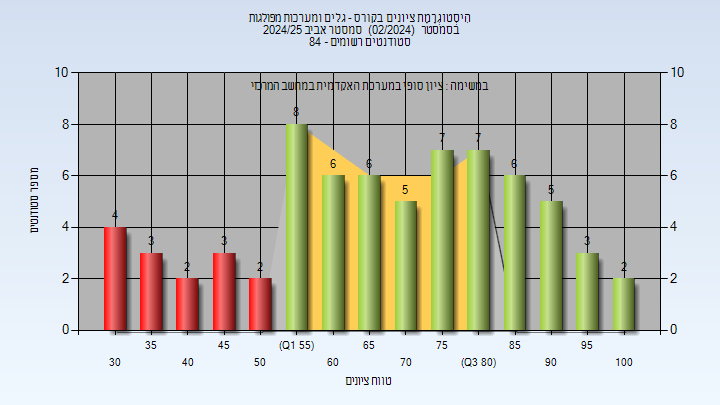 היסטוגרמת ציונים בקורס - גלים ומערכות מפולגות
בסמסטר (02/2024) סמסטר אביב 2024/25
סטודנטים רשומים - 84
במשימה : ציון סופי במערכת האקדמית במחשב המרכזי
מספר סטודנטים
10 10
8 8
6 6
4 4
2 2
0 0
4 3 2 3 2 8 6 6 5 7 7 6 5 3 2
35 45 (Q1 55) 65 75 85 95
30 40 50 60 70 (Q3 80) 90 100
טווח ציונים